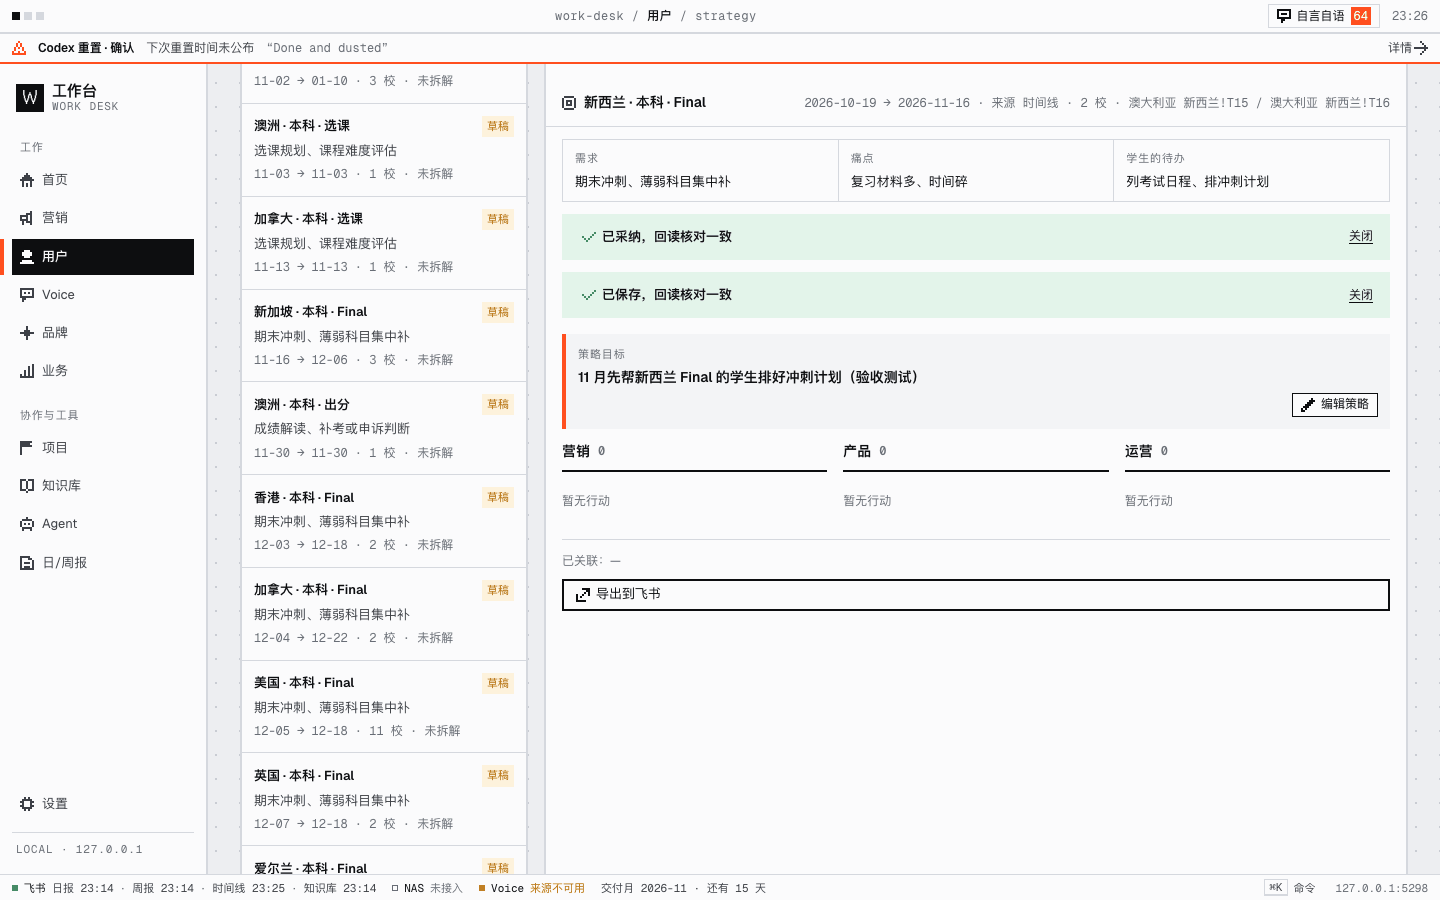 work-desk / 用户 / strategy
自言自语 64
23:26
Codex 重置·确认 下次重置时间未公布 “Done and dusted”
详情
W 工作台
WORK DESK
工作
首页
营销
用户
Voice
品牌
业务
协作与工具
项目
知识库
Agent
日/周报
设置
LOCAL · 127.0.0.1
11-02 → 01-10 · 3 校 · 未拆解
澳洲·本科·选课 草稿
选课规划、课程难度评估
11-03 → 11-03 · 1 校 · 未拆解
加拿大·本科·选课 草稿
选课规划、课程难度评估
11-13 → 11-13 · 1 校 · 未拆解
新加坡·本科·Final 草稿
期末冲刺、薄弱科目集中补
11-16 → 12-06 · 3 校 · 未拆解
澳洲·本科·出分 草稿
成绩解读、补考或申诉判断
11-30 → 11-30 · 1 校 · 未拆解
香港·本科·Final 草稿
期末冲刺、薄弱科目集中补
12-03 → 12-18 · 2 校 · 未拆解
加拿大·本科·Final 草稿
期末冲刺、薄弱科目集中补
12-04 → 12-22 · 2 校 · 未拆解
美国·本科·Final 草稿
期末冲刺、薄弱科目集中补
12-05 → 12-18 · 11 校 · 未拆解
英国·本科·Final 草稿
期末冲刺、薄弱科目集中补
12-07 → 12-18 · 2 校 · 未拆解
爱尔兰·本科·Final 草稿
新西兰·本科·Final
2026-10-19 → 2026-11-16 · 来源 时间线 · 2 校 · 澳大利亚 新西兰!T15 / 澳大利亚 新西兰!T16
需求
期末冲刺、薄弱科目集中补
痛点
复习材料多、时间碎
学生的待办
列考试日程、排冲刺计划
已采纳，回读核对一致 关闭
已保存，回读核对一致 关闭
策略目标
11 月先帮新西兰 Final 的学生排好冲刺计划（验收测试）
编辑策略
营销 0
暂无行动
产品 0
暂无行动
运营 0
暂无行动
已关联：—
导出到飞书
飞书 日报 23:14 · 周报 23:14 · 时间线 23:25 · 知识库 23:14
NAS 未接入
Voice 来源不可用
交付月 2026-11 · 还有 15 天
⌘K 命令
127.0.0.1:5298